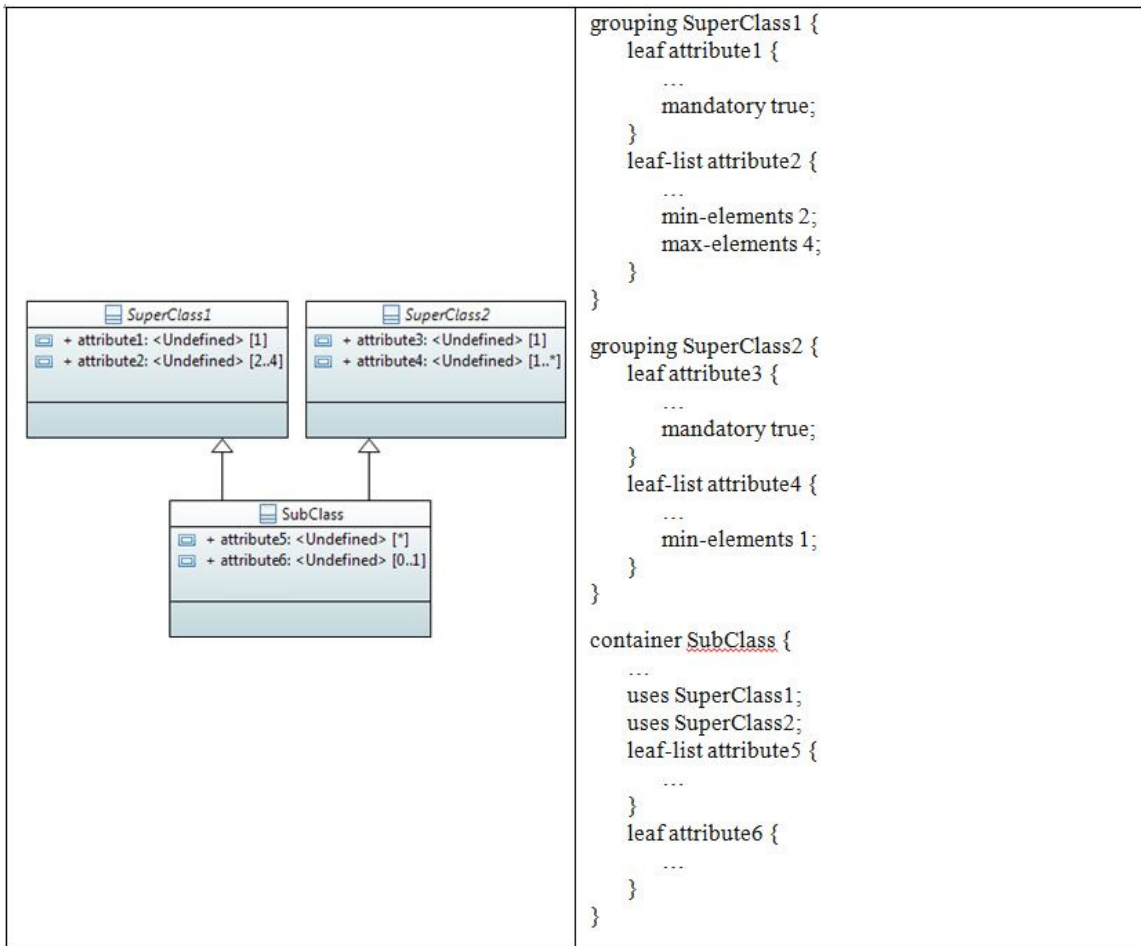 SuperClass1
+ attribute1: <Undefined> [1]
+ attribute2: <Undefined> [2..4]
SuperClass2
+ attribute3: <Undefined> [1]
+ attribute4: <Undefined> [1..*]
SubClass
+ attribute5: <Undefined> [*]
+ attribute6: <Undefined> [0..1]
grouping SuperClass1 {
leaf attribute1 {
...
mandatory true;
}
leaf-list attribute2 {
...
min-elements 2;
max-elements 4;
}
}
grouping SuperClass2 {
leaf attribute3 {
...
mandatory true;
}
leaf-list attribute4 {
...
min-elements 1;
}
}
container SubClass {
...
uses SuperClass1;
uses SuperClass2;
leaf-list attribute5 {
...
}
leaf attribute6 {
...
}
}